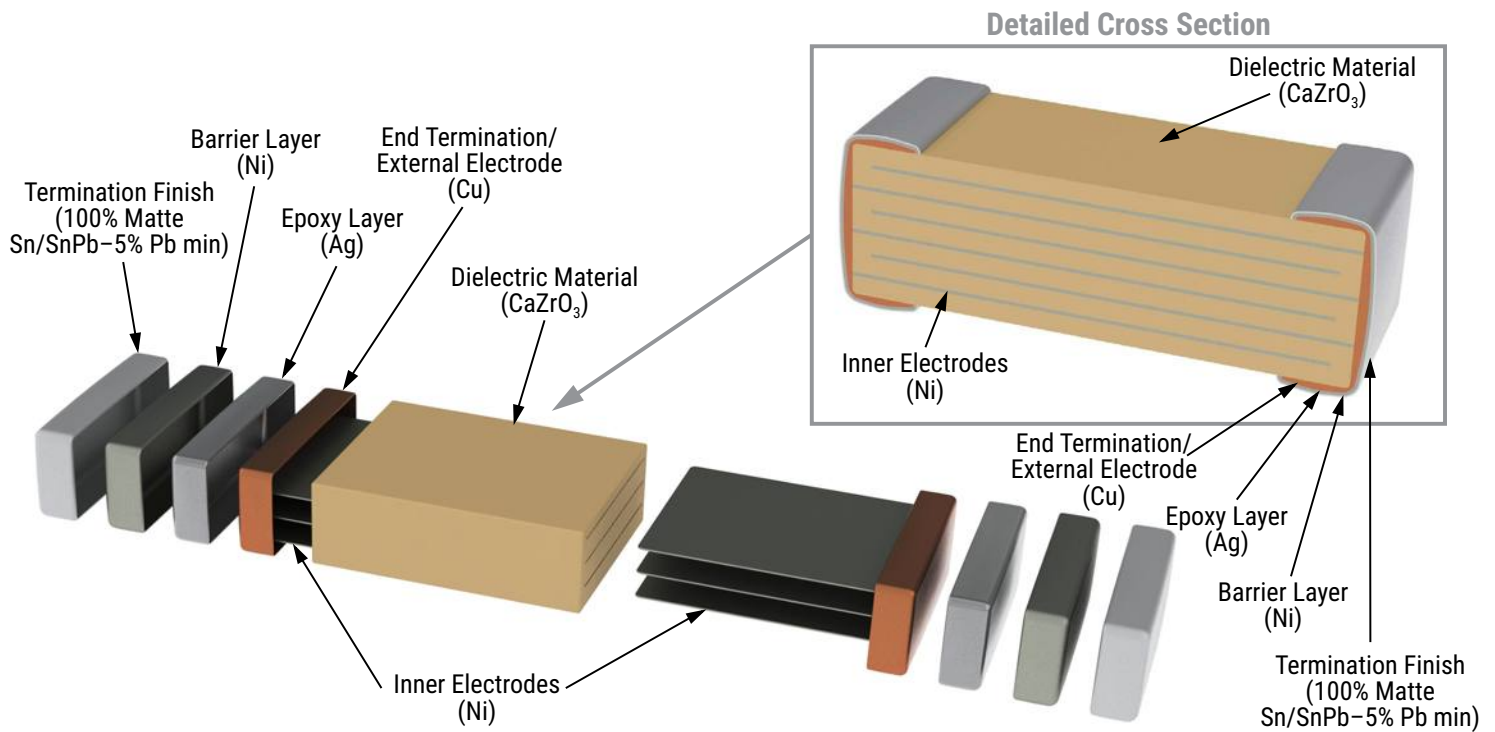 Detailed Cross Section
Dielectric Material
(CaZrO₃)
Barrier Layer
(Ni)
End Termination/
External Electrode
(Cu)
Termination Finish
(100% Matte
Sn/SnPb–5% Pb min)
Epoxy Layer
(Ag)
Dielectric Material
(CaZrO₃)
Inner Electrodes
(Ni)
End Termination/
External Electrode
(Cu)
Epoxy Layer
(Ag)
Barrier Layer
(Ni)
Termination Finish
(100% Matte
Sn/SnPb–5% Pb min)
Inner Electrodes
(Ni)